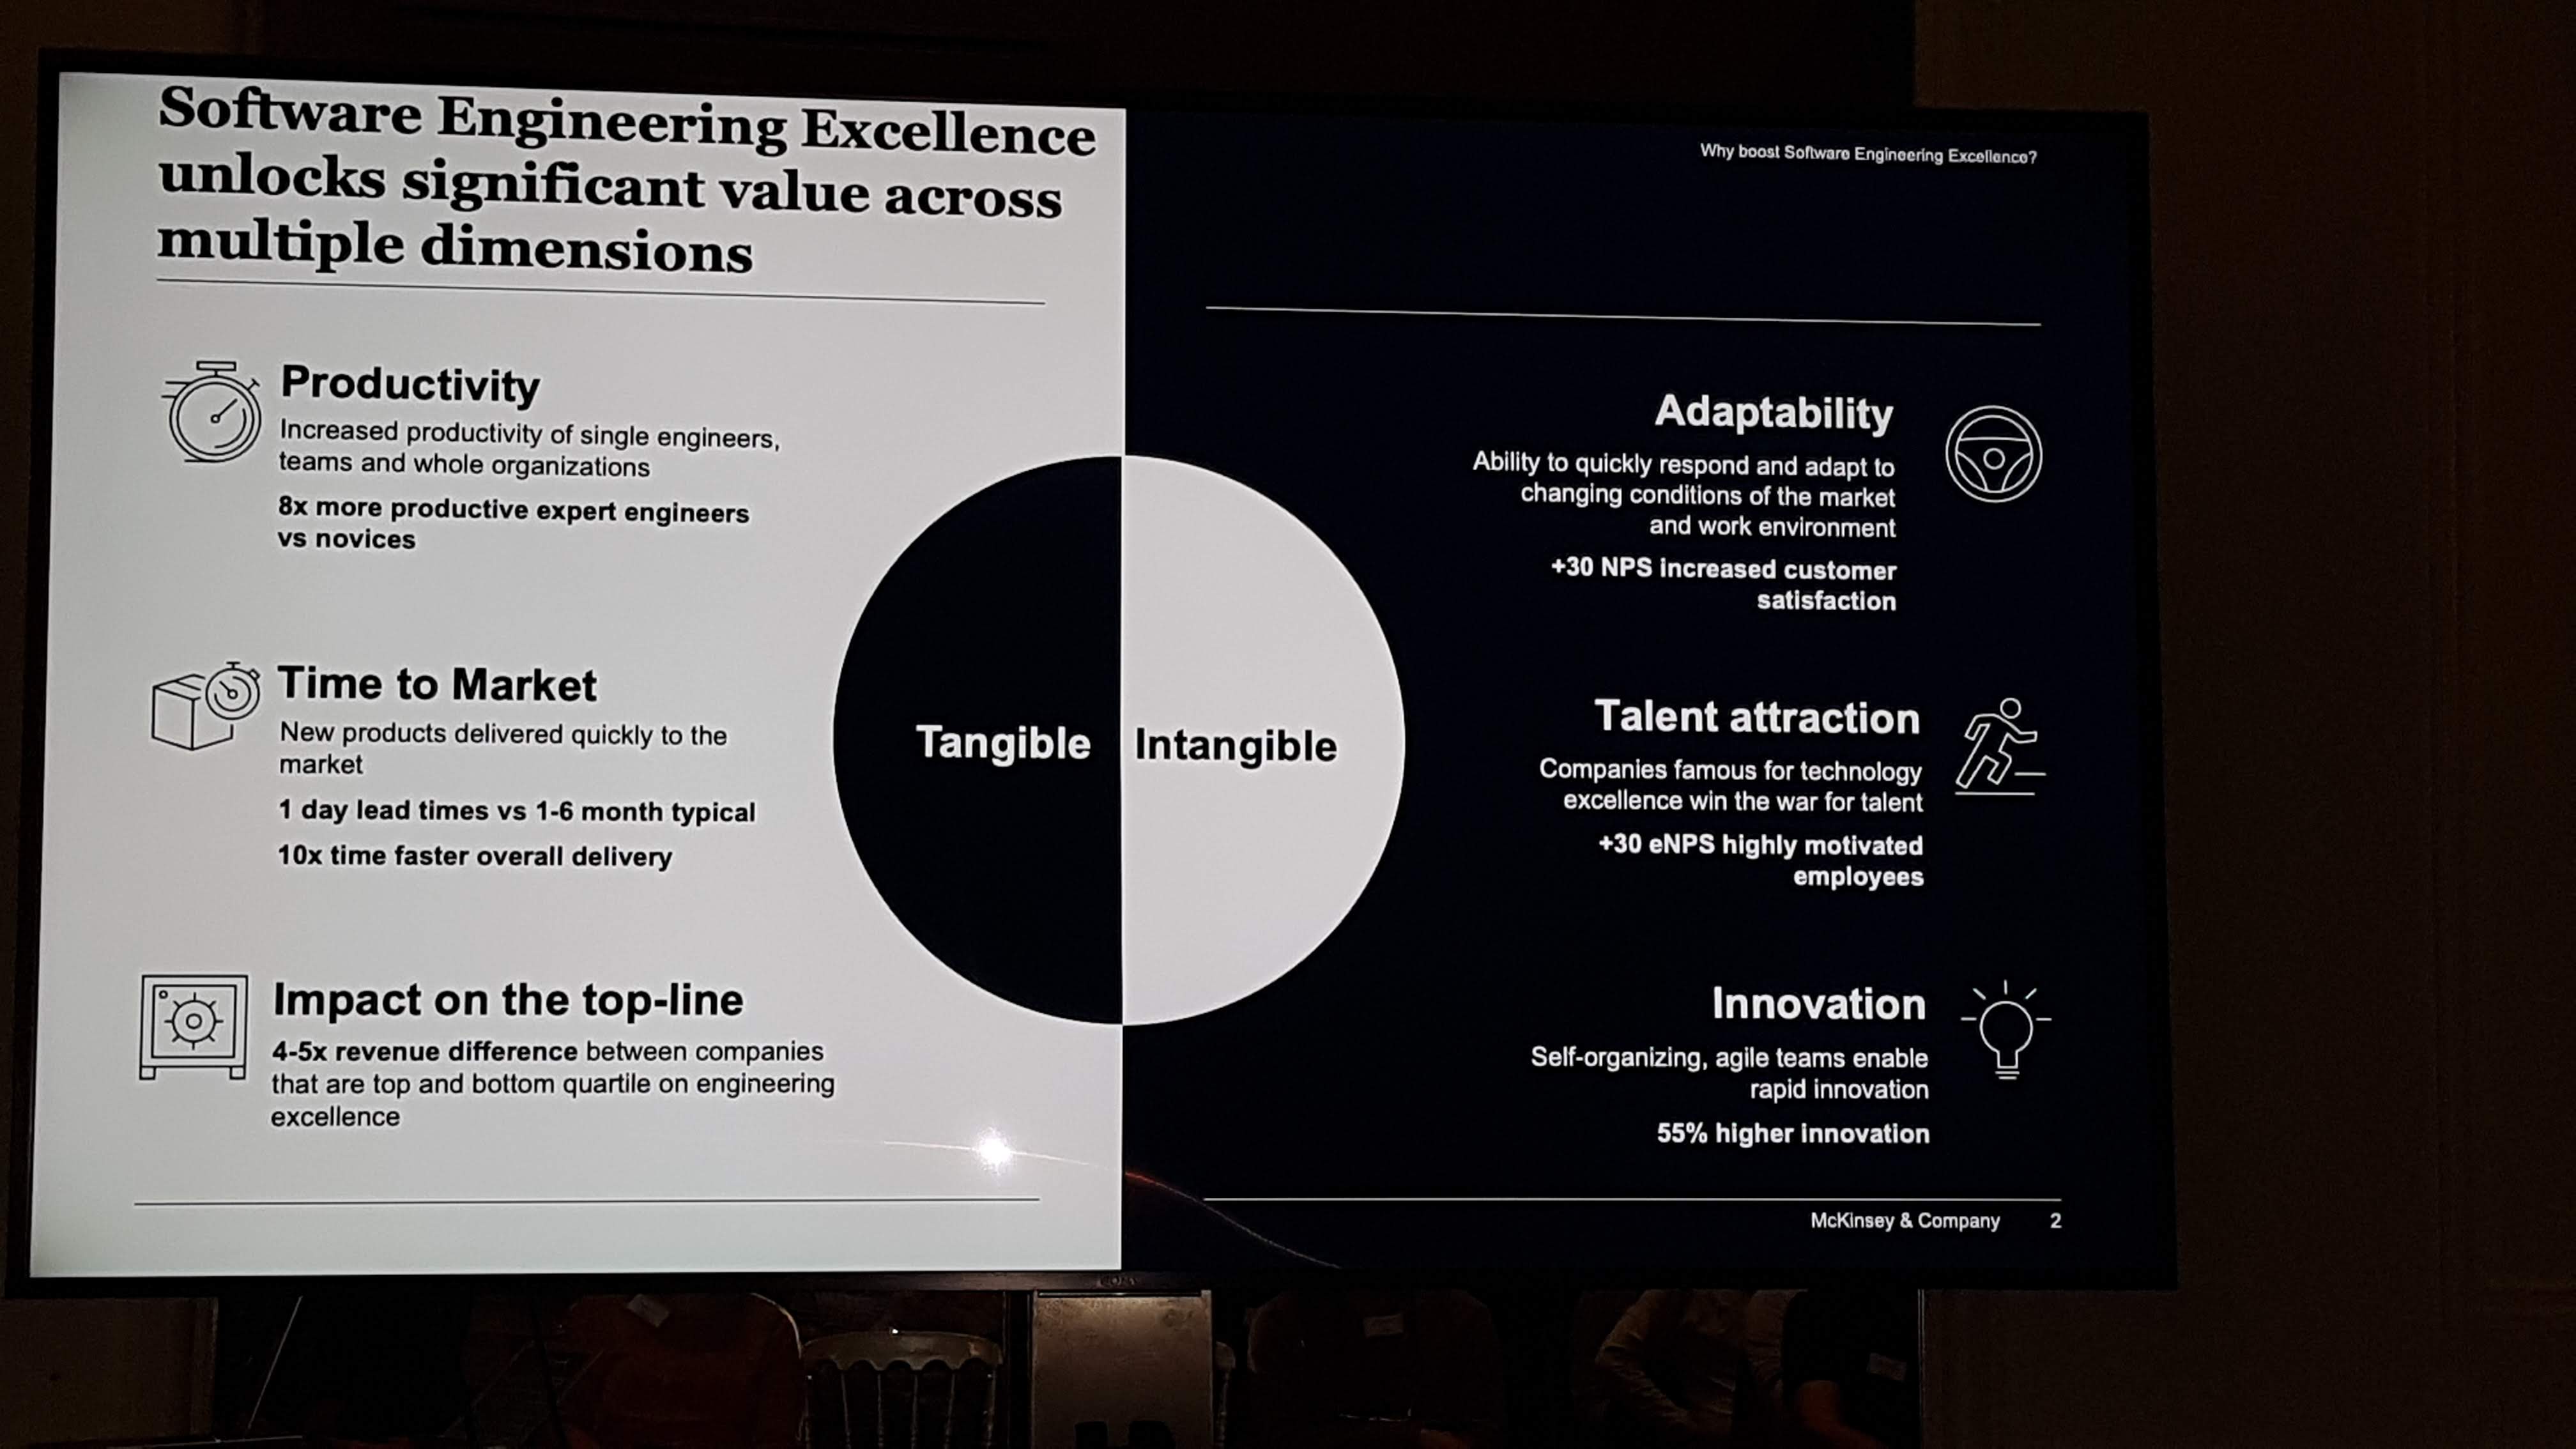 Software Engineering Excellence
unlocks significant value across
multiple dimensions
Productivity
Increased productivity of single engineers,
teams and whole organizations
8x more productive expert engineers
vs novices
Time to Market
New products delivered quickly to the
market
1 day lead times vs 1-6 month typical
10x time faster overall delivery
Impact on the top-line
4-5x revenue difference between companies
that are top and bottom quartile on engineering
excellence
Tangible
Intangible
Why boost Software Engineering Excellence?
Adaptability
Ability to quickly respond and adapt to
changing conditions of the market
and work environment
+30 NPS increased customer
satisfaction
Talent attraction
Companies famous for technology
excellence win the war for talent
+30 eNPS highly motivated
employees
Innovation
Self-organizing, agile teams enable
rapid innovation
55% higher innovation
McKinsey & Company 2